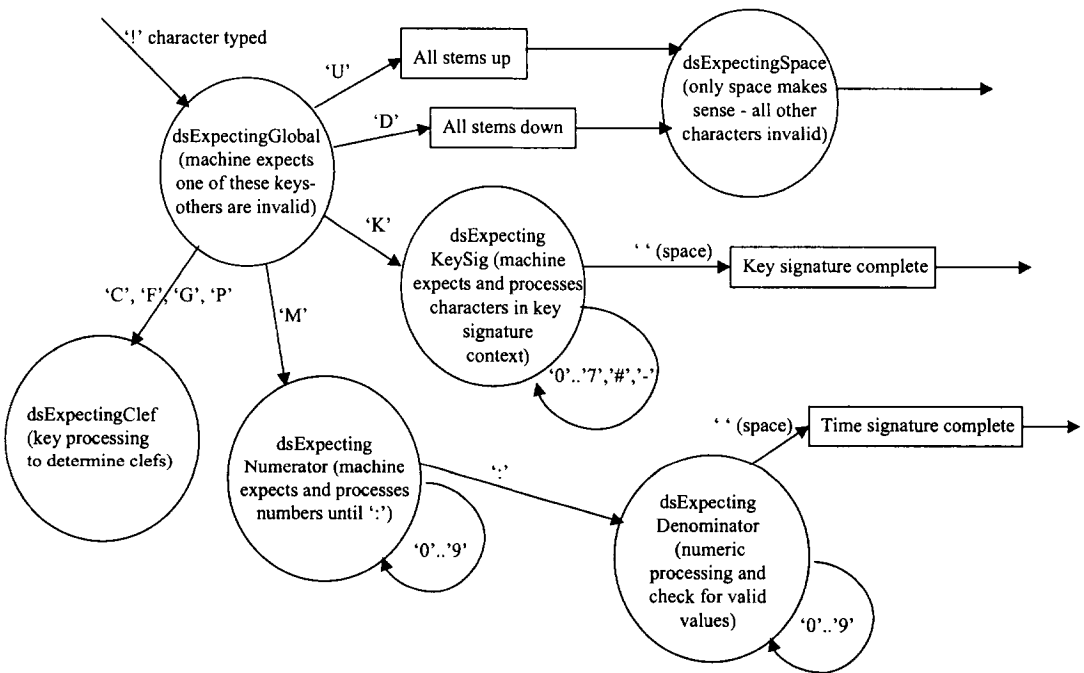 ‘!’ character typed
‘U’
All stems up
dsExpectingSpace
(only space makes
sense - all other
characters invalid)
‘D’
All stems down
dsExpectingGlobal
(machine expects
one of these keys-
others are invalid)
‘K’
dsExpecting
KeySig (machine
expects and processes
characters in key
signature
context)
‘ ‘ (space)
Key signature complete
‘0’..‘7’,‘#’,‘-’
‘C’, ‘F’, ‘G’, ‘P’
‘M’
dsExpectingClef
(key processing
to determine clefs)
dsExpecting
Numerator (machine
expects and processes
numbers until ‘:’)
‘0’..‘9’
‘:’
‘ ‘ (space)
Time signature complete
dsExpecting
Denominator
(numeric
processing and
check for valid
values)
‘0’..‘9’